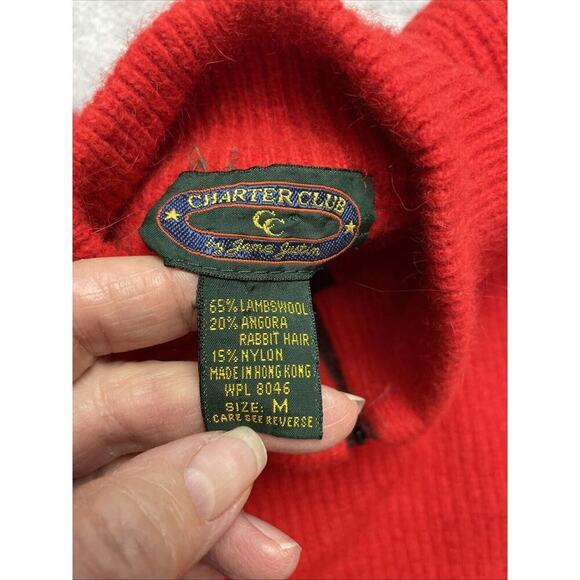 CHARTER CLUB
CC
by Jame Justin
65% LAMBSWOOL
20% ANGORA
RABBIT HAIR
15% NYLON
MADE IN HONG KONG
WPL 8046
SIZE: M
CARE SEE REVERSE